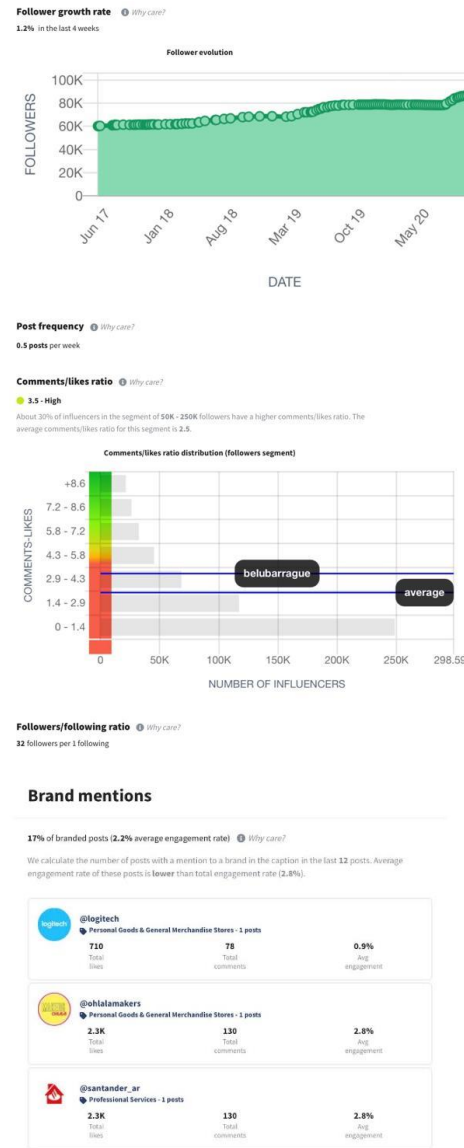 Follower growth rate Why care?
1.2% in the last 4 weeks
Follower evolution
100K
80K
60K
40K
20K
0
FOLLOWERS
Jun 17
Jan 18
Aug 18
Mar 19
Oct 19
May 20
DATE
Post frequency Why care?
0.5 posts per week
Comments/likes ratio Why care?
3.5 - High
About 30% of influencers in the segment of 50K - 250K followers have a higher comments/likes ratio. The
average comments/likes ratio for this segment is 2.5.
Comments/likes ratio distribution (followers segment)
COMMENTS-LIKES
+8.6
7.2 - 8.6
5.8 - 7.2
4.3 - 5.8
2.9 - 4.3
1.4 - 2.9
0 - 1.4
belubarrague
average
0
50K
100K
150K
200K
250K
298.59
NUMBER OF INFLUENCERS
Followers/following ratio Why care?
32 followers per 1 following
Brand mentions
17% of branded posts (2.2% average engagement rate) Why care?
We calculate the number of posts with a mention to a brand in the caption in the last 12 posts. Average
engagement rate of these posts is lower than total engagement rate (2.8%).
logitech
@logitech
Personal Goods & General Merchandise Stores - 1 posts
710 78 0.9%
Total Total Avg
likes comments engagement
@ohlalamakers
Personal Goods & General Merchandise Stores - 1 posts
2.3K 130 2.8%
Total Total Avg
likes comments engagement
@santander_ar
Professional Services - 1 posts
2.3K 130 2.8%
Total Total Avg
likes comments engagement